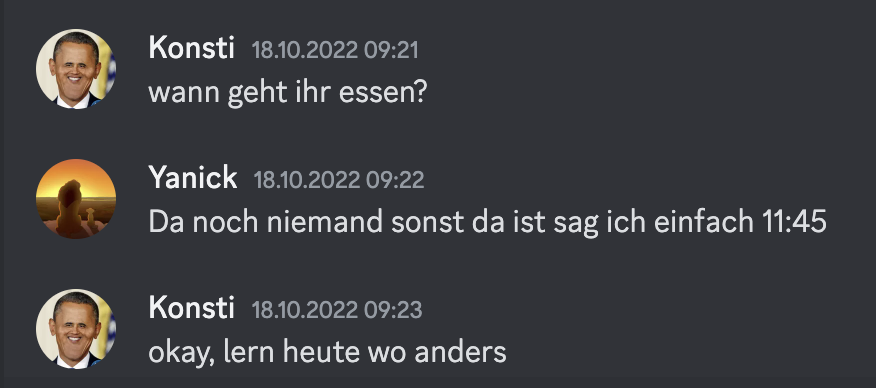 Konsti 18.10.2022 09:21
wann geht ihr essen?
Yanick 18.10.2022 09:22
Da noch niemand sonst da ist sag ich einfach 11:45
Konsti 18.10.2022 09:23
okay, lern heute wo anders